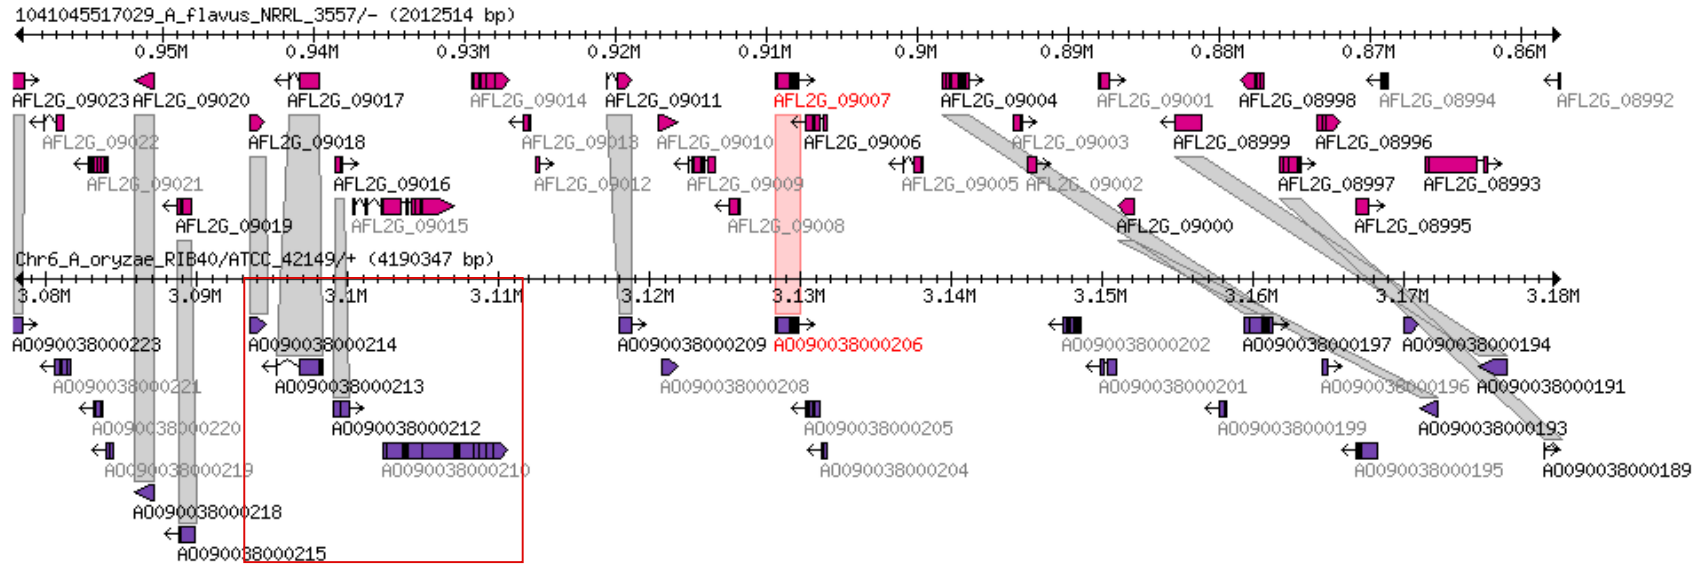 1041045517029_A_flavus_NRRL_3557/- (2012514 bp)
0.95M 0.94M 0.93M 0.92M 0.91M 0.9M 0.89M 0.88M 0.87M 0.86M
AFL2G_09023 AFL2G_09020 AFL2G_09017 AFL2G_09014 AFL2G_09011 AFL2G_09007 AFL2G_09004 AFL2G_09001 AFL2G_08998 AFL2G_08994 AFL2G_08992
AFL2G_09022 AFL2G_09018 AFL2G_09013 AFL2G_09010 AFL2G_09006 AFL2G_09003 AFL2G_08999 AFL2G_08996
AFL2G_09021 AFL2G_09016 AFL2G_09012 AFL2G_09009 AFL2G_09005 AFL2G_09002 AFL2G_08997 AFL2G_08993
AFL2G_09019 AFL2G_09015 AFL2G_09008 AFL2G_09000 AFL2G_08995
Chr6_A_oryzae_RIB40/ATCC_42149/+ (4190347 bp)
3.08M 3.09M 3.1M 3.11M 3.12M 3.13M 3.14M 3.15M 3.16M 3.17M 3.18M
AO090038000223 AO090038000214 AO090038000209 AO090038000206 AO090038000202 AO090038000197 AO090038000194
AO090038000221 AO090038000213 AO090038000208 AO090038000201 AO090038000196 AO090038000191
AO090038000220 AO090038000212 AO090038000205 AO090038000199 AO090038000193
AO090038000219 AO090038000210 AO090038000204 AO090038000195 AO090038000189
AO090038000218
AO090038000215